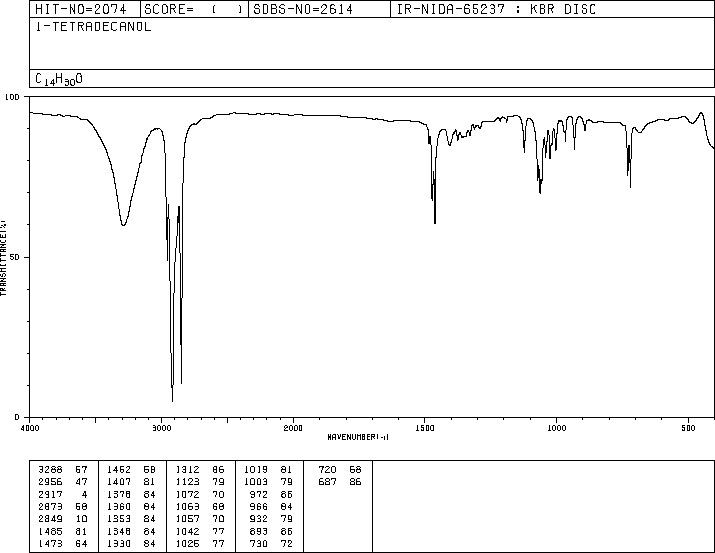 HIT-NO=2074 SCORE= ( ) SDBS-NO=2614 IR-NIDA-65237 : KBR DISC
1-TETRADECANOL
C14H30O
100
50
0
TRANSMITTANCE(%)
4000 3000 2000 1500 1000 500
WAVENUMBER(-1)
3288 57 1462 58 1312 86 1019 81 720 68
2956 47 1407 81 1123 79 1003 79 687 86
2917 4 1378 84 1072 70 972 86
2873 60 1360 84 1063 68 966 84
2849 10 1353 84 1057 70 932 79
1485 81 1348 84 1042 77 893 86
1473 64 1330 84 1026 77 730 72